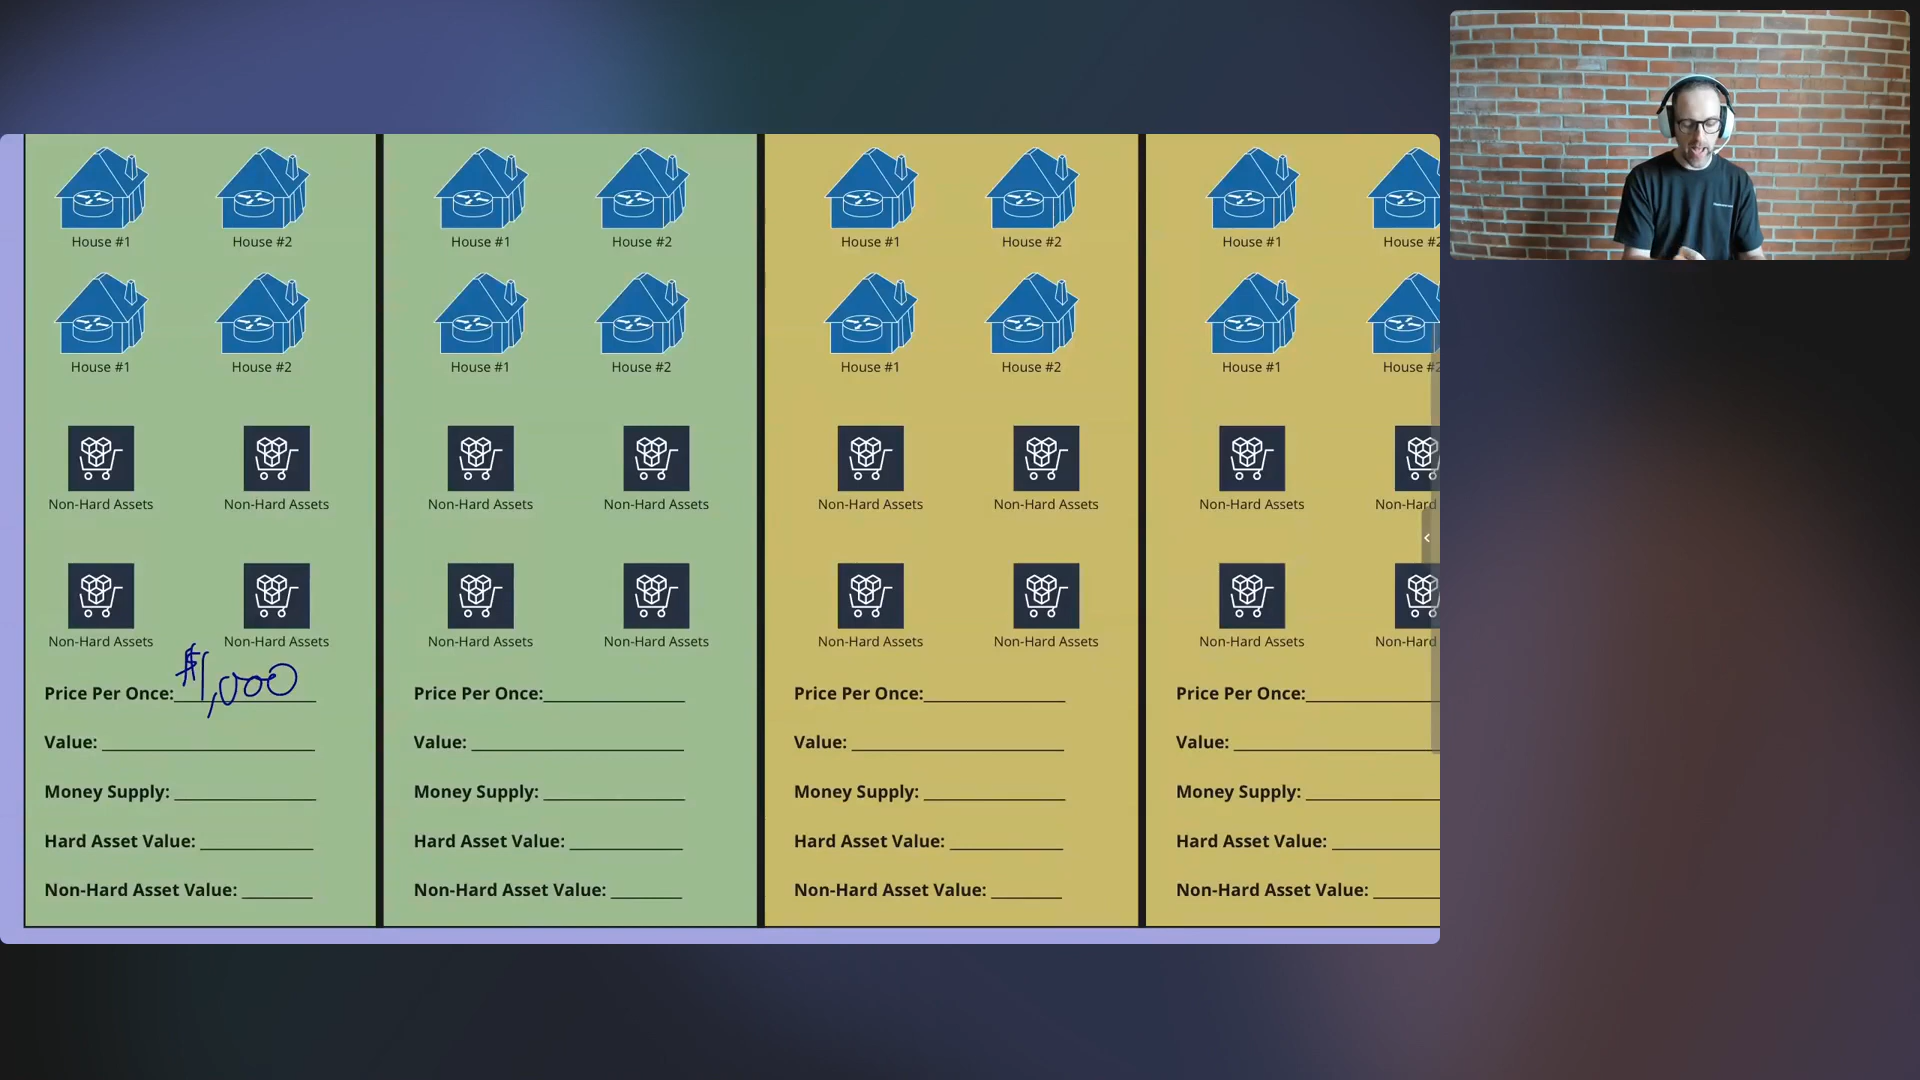 House #1 House #2 House #1 House #2 House #1 House #2 House #1 House #2
House #1 House #2 House #1 House #2 House #1 House #2 House #1 House #2
Non-Hard Assets Non-Hard Assets Non-Hard Assets Non-Hard Assets Non-Hard Assets Non-Hard Assets Non-Hard Assets Non-Hard
Non-Hard Assets Non-Hard Assets Non-Hard Assets Non-Hard Assets Non-Hard Assets Non-Hard Assets Non-Hard Assets Non-Hard
Price Per Once: $1,000 Price Per Once: Price Per Once: Price Per Once:
Value: Value: Value: Value:
Money Supply: Money Supply: Money Supply: Money Supply:
Hard Asset Value: Hard Asset Value: Hard Asset Value: Hard Asset Value:
Non-Hard Asset Value: Non-Hard Asset Value: Non-Hard Asset Value: Non-Hard Asset Value: